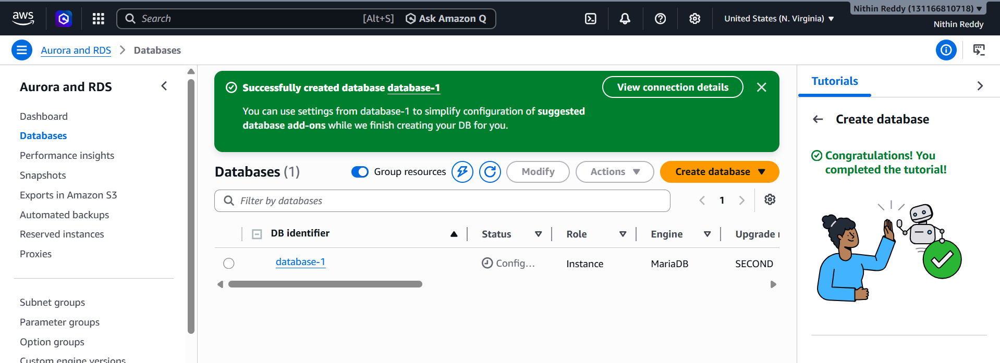 aws
Search
[Alt+S]
Ask Amazon Q
United States (N. Virginia)
Nithin Reddy (131166810718)
Nithin Reddy
Aurora and RDS
Databases
Aurora and RDS
Dashboard
Databases
Performance insights
Snapshots
Exports in Amazon S3
Automated backups
Reserved instances
Proxies
Subnet groups
Parameter groups
Option groups
Custom engine versions
Successfully created database database-1
View connection details
You can use settings from database-1 to simplify configuration of suggested
database add-ons while we finish creating your DB for you.
Databases (1)
Group resources
Modify
Actions
Create database
Filter by databases
1
DB identifier
Status
Role
Engine
Upgrade
database-1
Config...
Instance
MariaDB
SECOND
Tutorials
Create database
Congratulations! You
completed the tutorial!